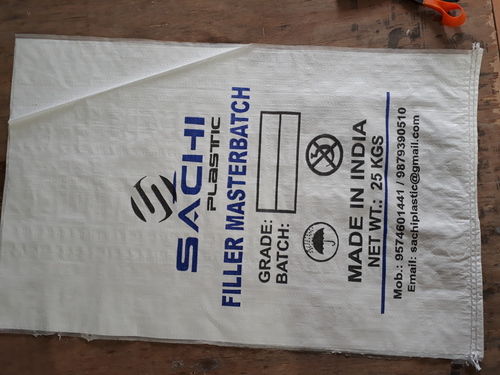 SACHI
PLASTIC
FILLER MASTERBATCH
GRADE:
BATCH:
MADE IN INDIA
NET WT.: 25 KGS
Mob.: 9574601441 / 9879390510
Email: sachiplastic@gmail.com